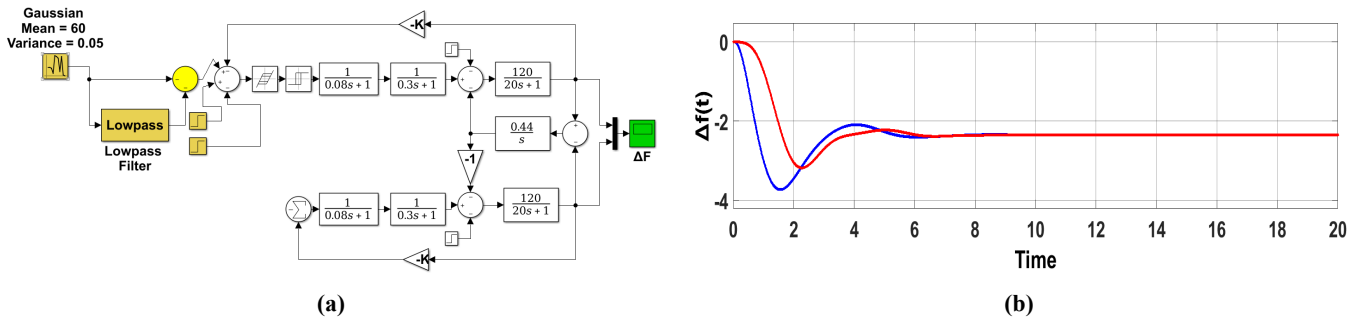 Gaussian
Mean = 60
Variance = 0.05
Lowpass
Lowpass
Filter
-K
1
0.08s+1
1
0.3s+1
120
20s+1
0.44
s
-1
ΔF
Σ
1
0.08s+1
1
0.3s+1
120
20s+1
-K
(a)
Δf(t)
0
-2
-4
0 2 4 6 8 10 12 14 16 18 20
Time
(b)